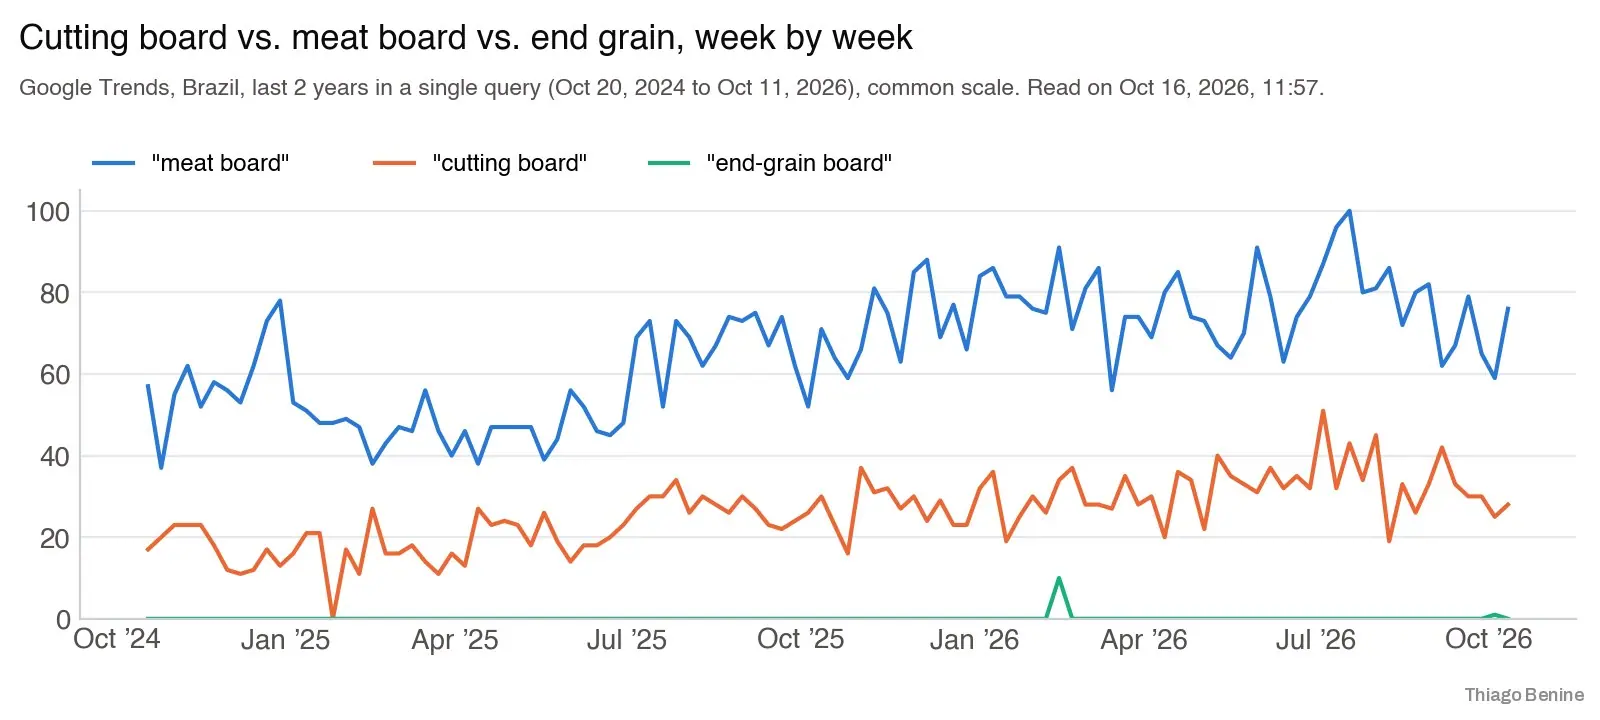 Cutting board vs. meat board vs. end grain, week by week
Google Trends, Brazil, last 2 years in a single query (Oct 20, 2024 to Oct 11, 2026), common scale. Read on Oct 16, 2026, 11:57.
"meat board" "cutting board" "end-grain board"
100
80
60
40
20
0
Oct ’24 Jan ’25 Apr ’25 Jul ’25 Oct ’25 Jan ’26 Apr ’26 Jul ’26 Oct ’26
Thiago Benine